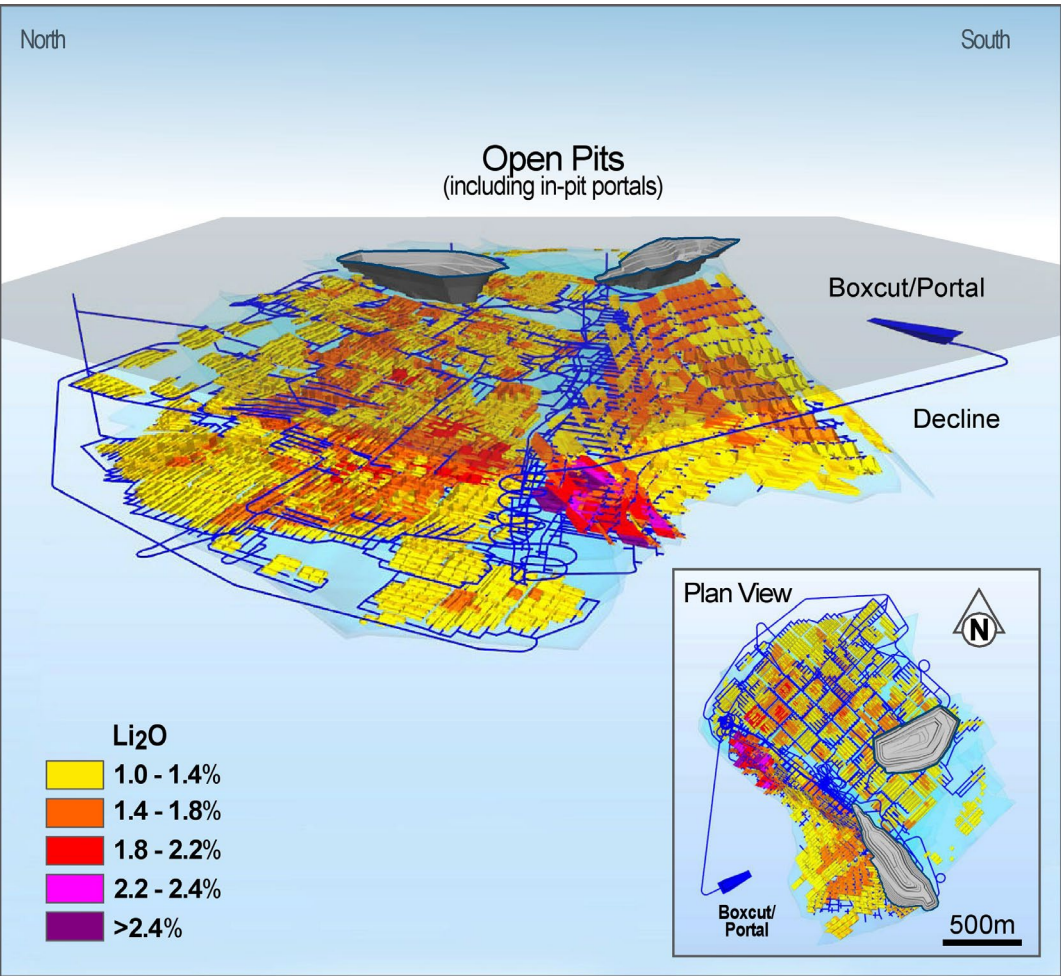 North
South
Open Pits
(including in-pit portals)
Boxcut/Portal
Decline
Plan View
N
Li2O
1.0 - 1.4%
1.4 - 1.8%
1.8 - 2.2%
2.2 - 2.4%
>2.4%
Boxcut/
Portal
500m